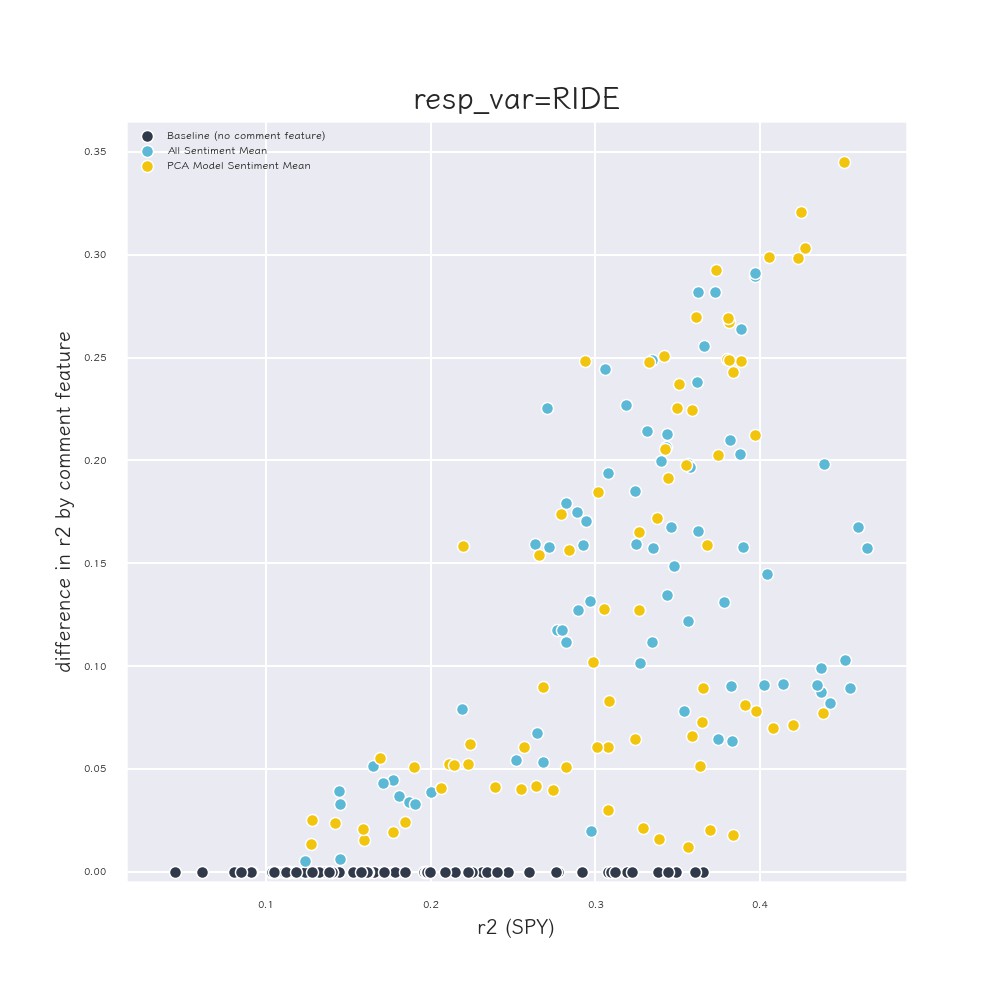 resp_var=RIDE
Baseline (no comment feature)
All Sentiment Mean
PCA Model Sentiment Mean
difference in r2 by comment feature
0.35
0.30
0.25
0.20
0.15
0.10
0.05
0.00
0.1
0.2
0.3
0.4
r2 (SPY)